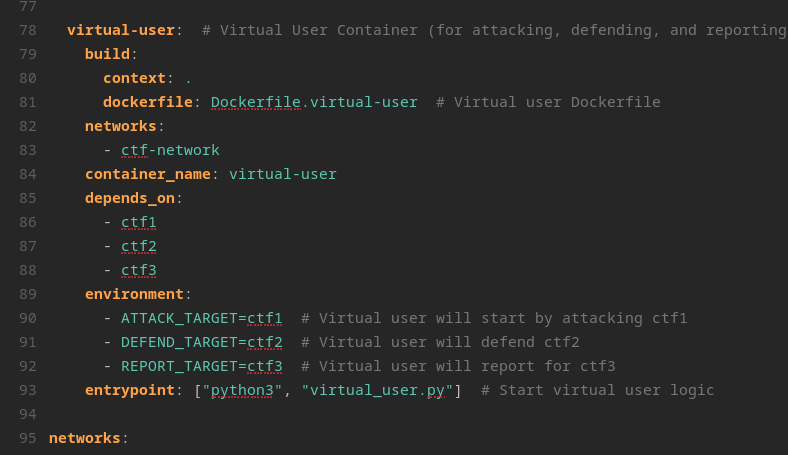 77
78   virtual-user:  # Virtual User Container (for attacking, defending, and reporting
79     build:
80       context: .
81       dockerfile: Dockerfile.virtual-user  # Virtual user Dockerfile
82     networks:
83       - ctf-network
84     container_name: virtual-user
85     depends_on:
86       - ctf1
87       - ctf2
88       - ctf3
89     environment:
90       - ATTACK_TARGET=ctf1  # Virtual user will start by attacking ctf1
91       - DEFEND_TARGET=ctf2  # Virtual user will defend ctf2
92       - REPORT_TARGET=ctf3  # Virtual user will report for ctf3
93     entrypoint: ["python3", "virtual_user.py"]  # Start virtual user logic
94
95 networks: